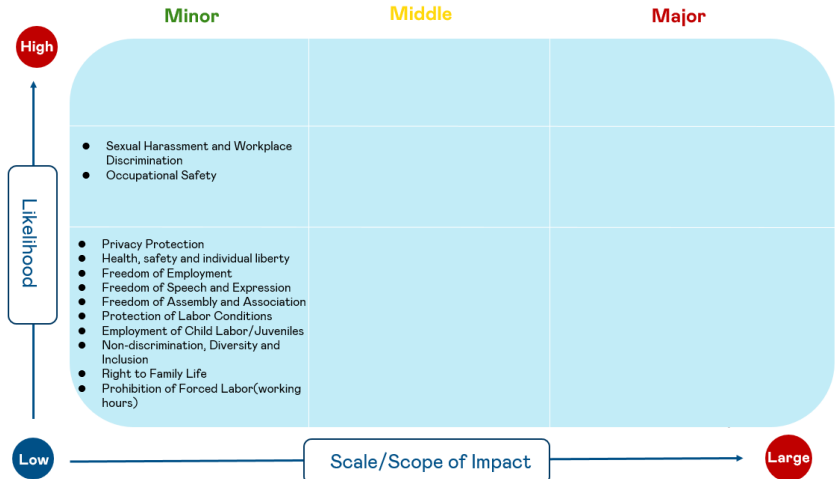 Minor
Middle
Major
High
● Sexual Harassment and Workplace
Discrimination
● Occupational Safety
Likelihood
● Privacy Protection
● Health, safety and individual liberty
● Freedom of Employment
● Freedom of Speech and Expression
● Freedom of Assembly and Association
● Protection of Labor Conditions
● Employment of Child Labor/Juveniles
● Non-discrimination, Diversity and
Inclusion
● Right to Family Life
● Prohibition of Forced Labor(working
hours)
Low
Scale/Scope of Impact
Large